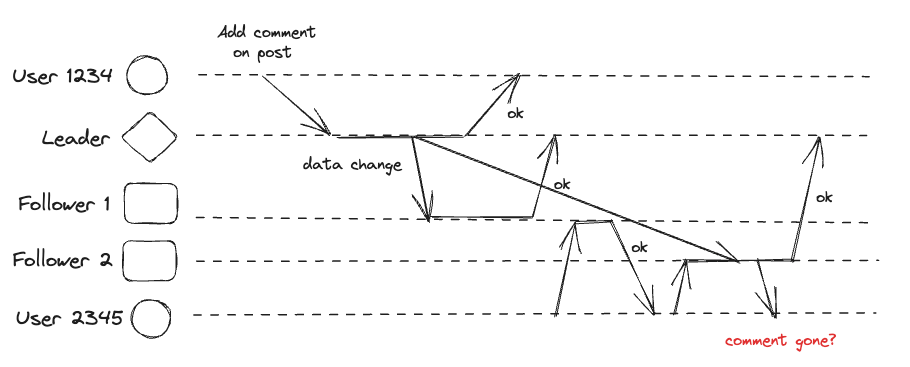 Add comment
on post
User 1234
ok
Leader
data change
ok
ok
Follower 1
ok
Follower 2
User 2345
comment gone?